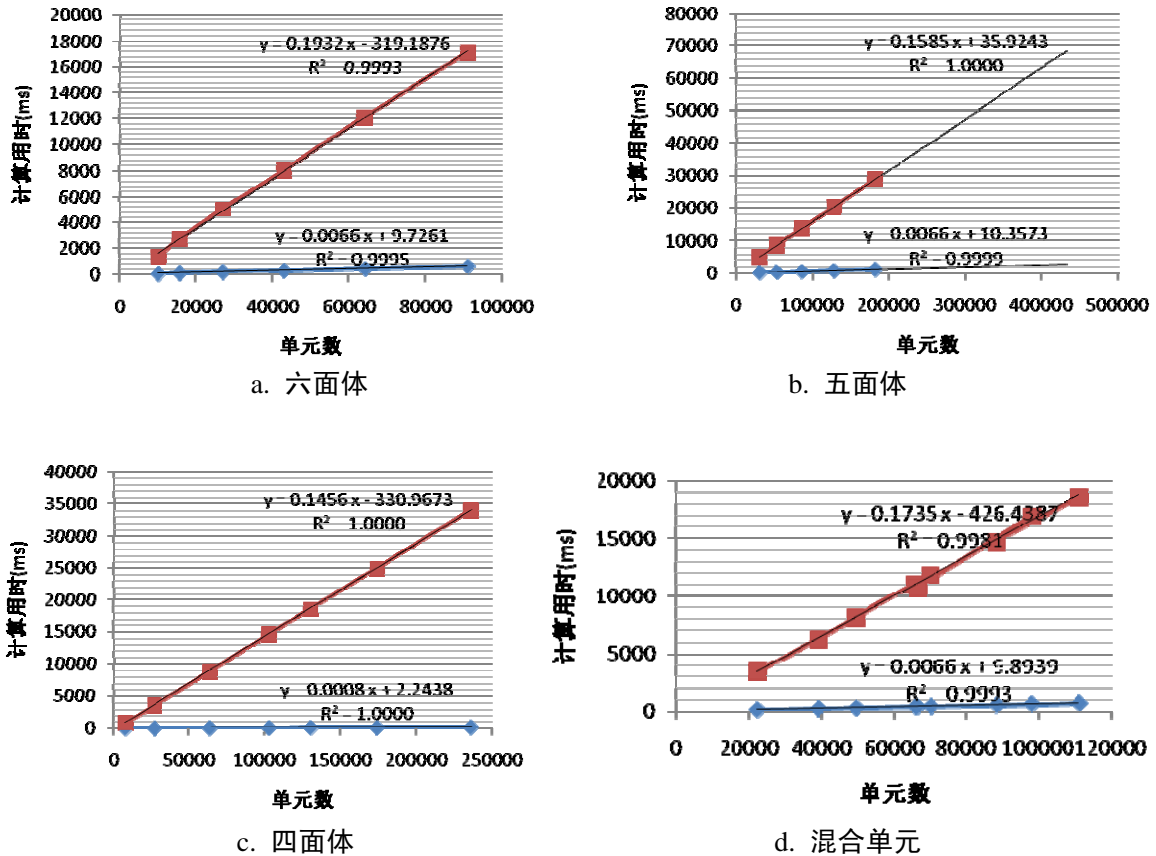 20000
18000
16000
14000
12000
10000
8000
6000
4000
2000
0
计算用时(ms)
y = 0.1932 x - 319.1876
R² = 0.9993
y = 0.0066 x + 9.7261
R² = 0.9995
0 20000 40000 60000 80000 100000
单元数
a. 六面体
80000
70000
60000
50000
40000
30000
20000
10000
0
计算用时(ms)
y = 0.1585 x + 35.9243
R² = 1.0000
y = 0.0066 x + 10.3573
R² = 0.9999
0 100000 200000 300000 400000 500000
单元数
b. 五面体
40000
35000
30000
25000
20000
15000
10000
5000
0
计算用时(ms)
y = 0.1456 x - 330.9673
R² = 1.0000
y = 0.0008 x + 2.2438
R² = 1.0000
0 50000 100000 150000 200000 250000
单元数
c. 四面体
20000
15000
10000
5000
0
计算用时(ms)
y = 0.1735 x - 426.4387
R² = 0.9981
y = 0.0066 x + 9.8939
R² = 0.9993
0 20000 40000 60000 80000 100000 120000
单元数
d. 混合单元